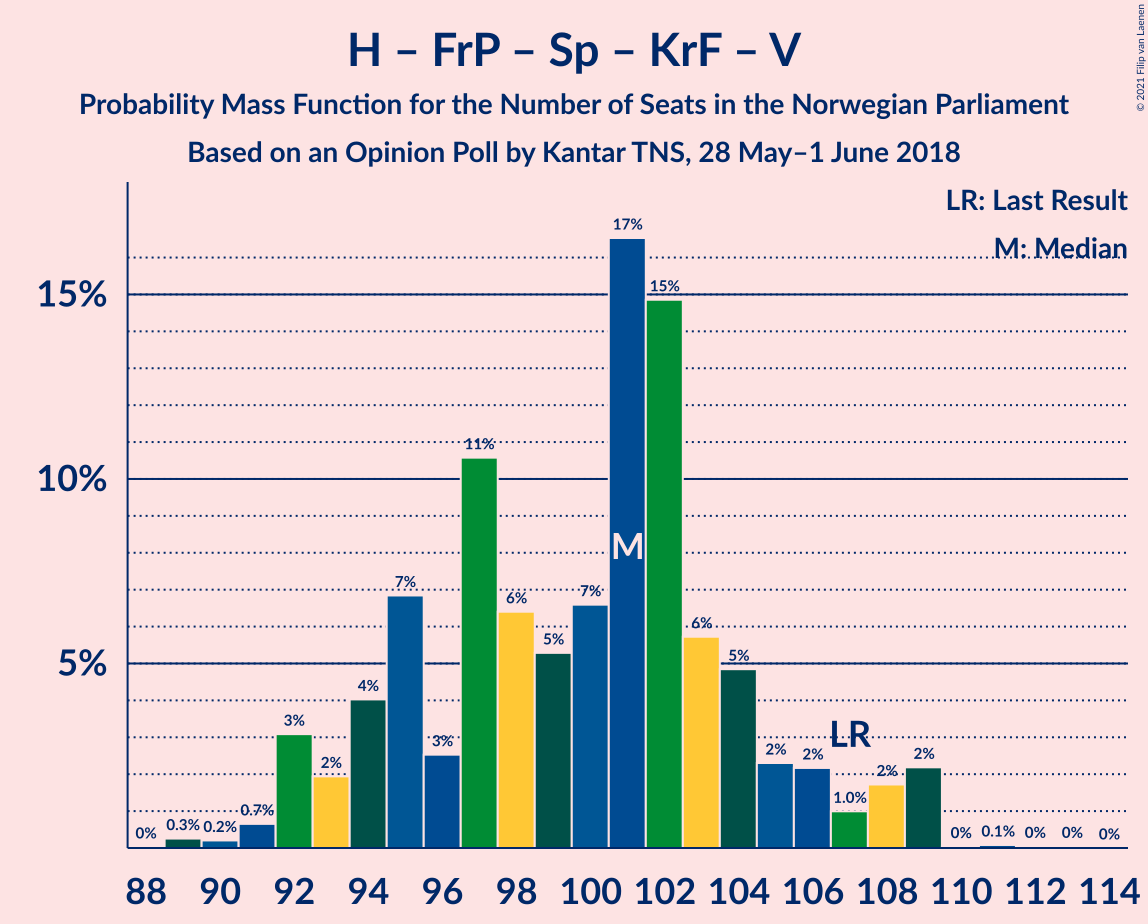 H – FrP – Sp – KrF – V
Probability Mass Function for the Number of Seats in the Norwegian Parliament
Based on an Opinion Poll by Kantar TNS, 28 May–1 June 2018
© 2021 Filip van Laenen
LR: Last Result
M: Median
15%
10%
5%
0% 0.3% 0.2% 0.7% 3% 2% 4% 7% 3% 11% 6% 5% 7% 17% 15% 6% 5% 2% 2% 1.0% 2% 2% 0% 0.1% 0% 0% 0%
M
LR
88 90 92 94 96 98 100 102 104 106 108 110 112 114